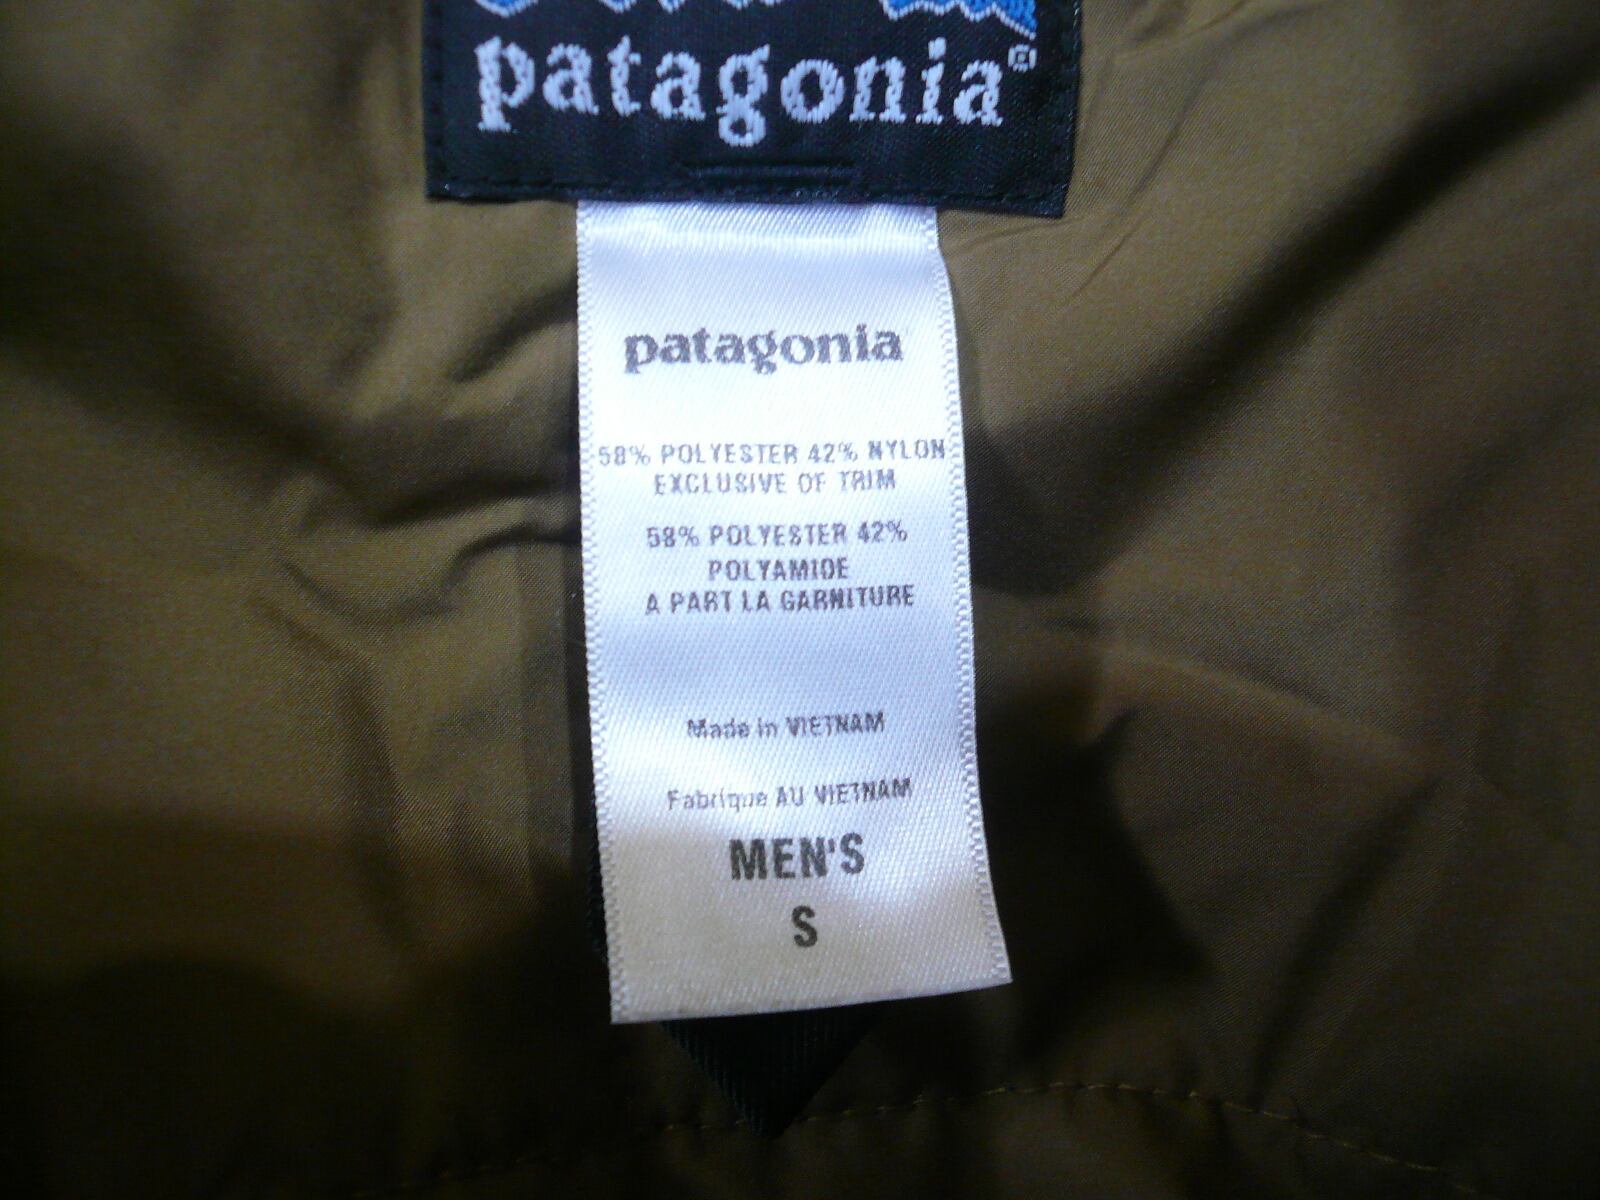 patagonia®
patagonia
58% POLYESTER 42% NYLON
EXCLUSIVE OF TRIM
58% POLYESTER 42%
POLYAMIDE
A PART LA GARNITURE
Made in VIETNAM
Fabrique AU VIETNAM
MEN'S
S